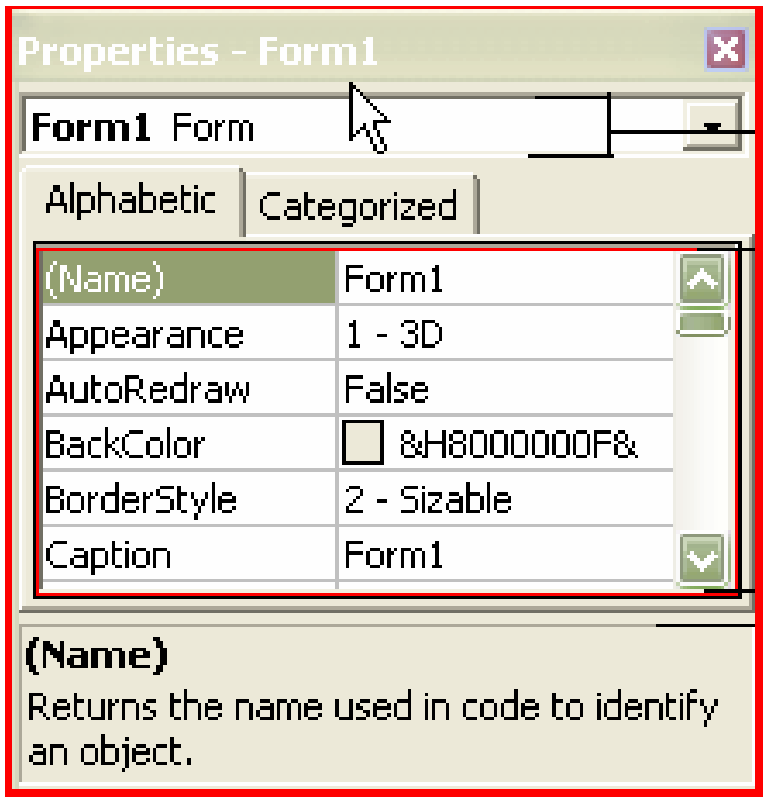 Properties - Form1
Form1 Form
Alphabetic Categorized
(Name) Form1
Appearance 1 - 3D
AutoRedraw False
BackColor &H8000000F&
BorderStyle 2 - Sizable
Caption Form1
(Name)
Returns the name used in code to identify
an object.